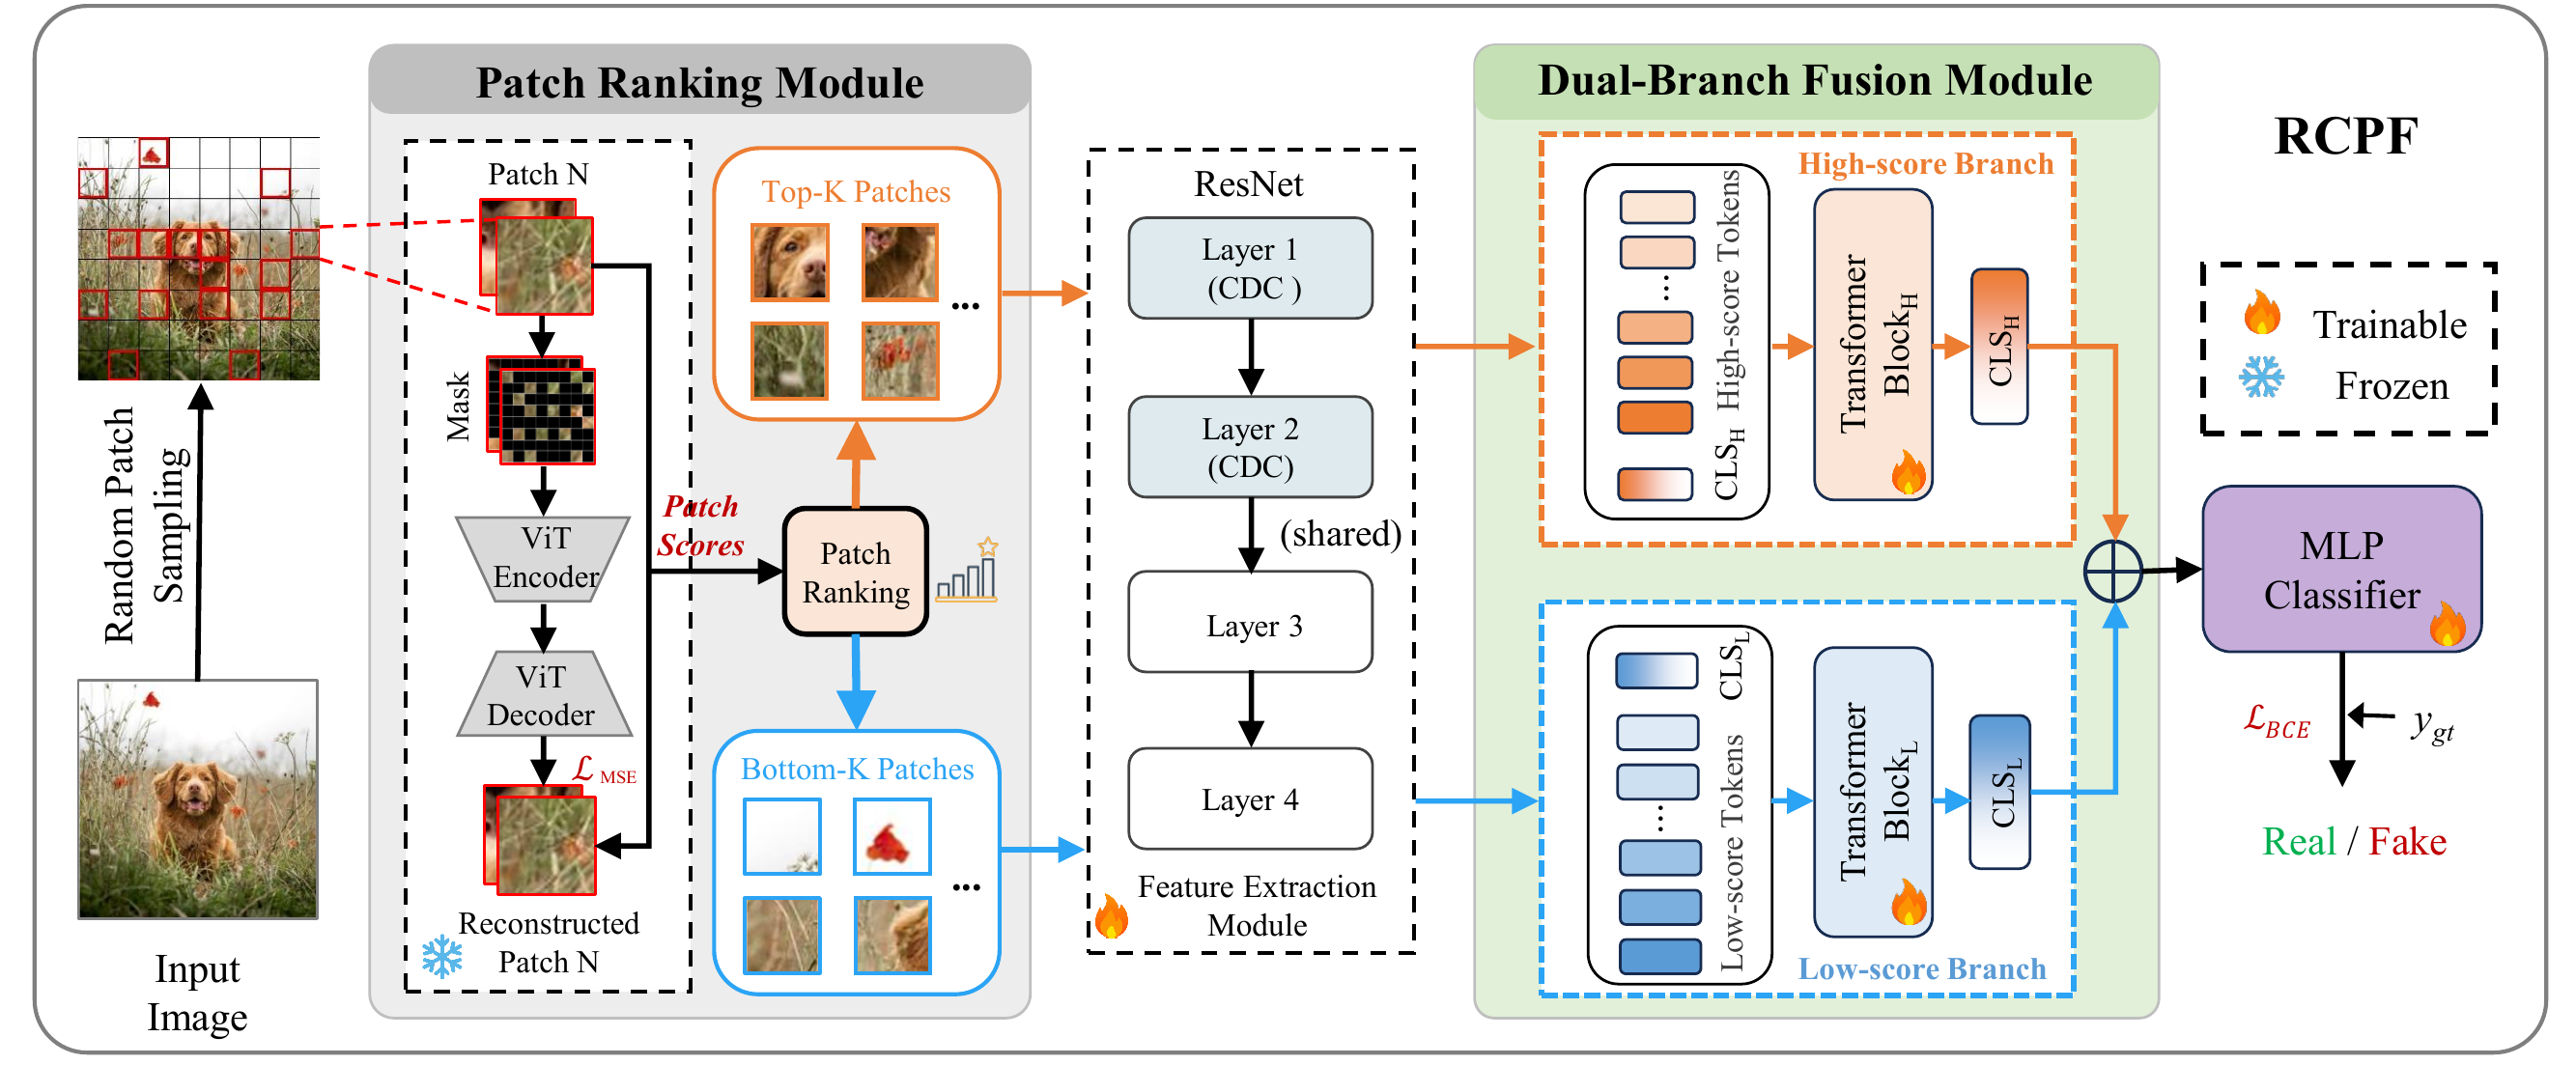 Patch Ranking Module
Dual-Branch Fusion Module
RCPF
Random Patch
Sampling
Input
Image
Patch N
Mask
ViT
Encoder
ViT
Decoder
ℒ MSE
Reconstructed
Patch N
Patch
Scores
Top-K Patches
...
Patch
Ranking
Bottom-K Patches
...
ResNet
Layer 1
(CDC )
Layer 2
(CDC)
(shared)
Layer 3
Layer 4
Feature Extraction
Module
High-score Branch
High-score Tokens
CLS_H
Transformer
Block_H
CLS_H
CLS_L
Low-score Tokens
Transformer
Block_L
CLS_L
Low-score Branch
Trainable
Frozen
MLP
Classifier
ℒ_BCE
y_gt
Real / Fake